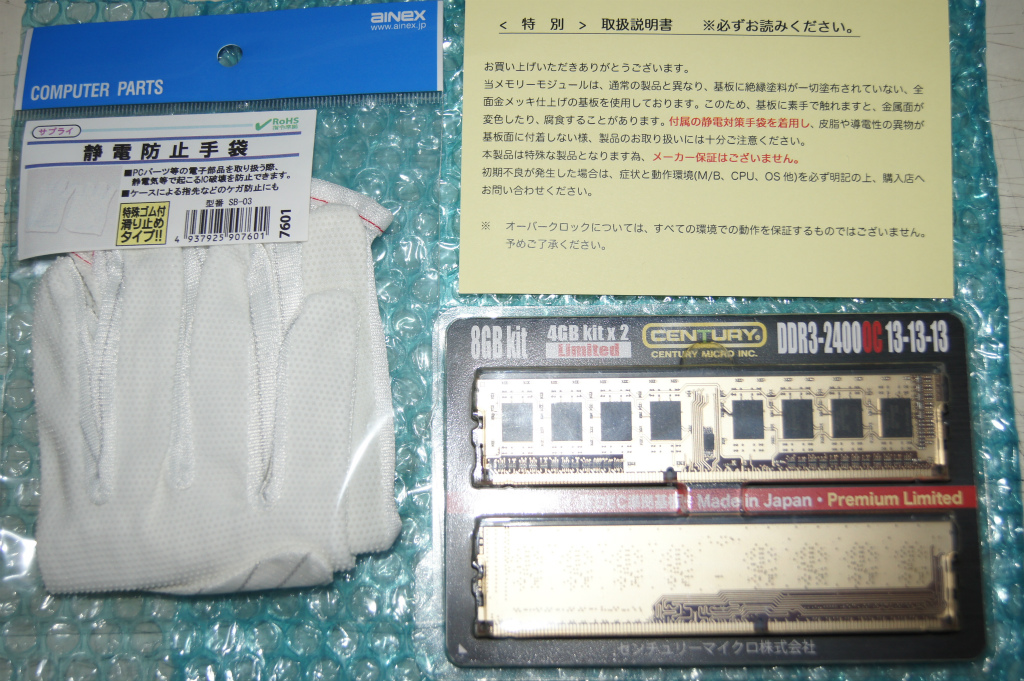 ainex
www.ainex.jp
COMPUTER PARTS
サプライ
RoHS
静電防止手袋
■PCパーツ等の電子部品を取り扱う際、
静電気等で起こるIC破壊を防止できます。
■ケースによる指先などのケガ防止にも
特殊ゴム付
滑り止め
タイプ!!
型番 SB-03
4 937925 907601
7601
< 特 別 > 取扱説明書 ※必ずお読みください。
お買い上げいただきありがとうございます。
当メモリーモジュールは、通常の製品と異なり、基板に絶縁塗料が一切塗布されていない、全
面金メッキ仕上げの基板を使用しております。このため、基板に素手で触れますと、金属面が
変色したり、腐食することがあります。付属の静電対策手袋を着用し、皮脂や導電性の異物が
基板面に付着しない様、製品のお取り扱いには十分ご注意ください。
本製品は特殊な製品となります為、メーカー保証はございません。
初期不良が発生した場合は、症状と動作環境(M/B、CPU、OS 他)を必ず明記の上、購入店へ
お問い合わせください。
※ オーバークロックについては、すべての環境での動作を保証するものではございません。
予めご了承ください。
8GB kit
4GB kit x 2
Limited
CENTURY.
CENTURY MICRO INC.
DDR3-2400OC 13-13-13
Made in Japan・Premium Limited
センチュリーマイクロ株式会社